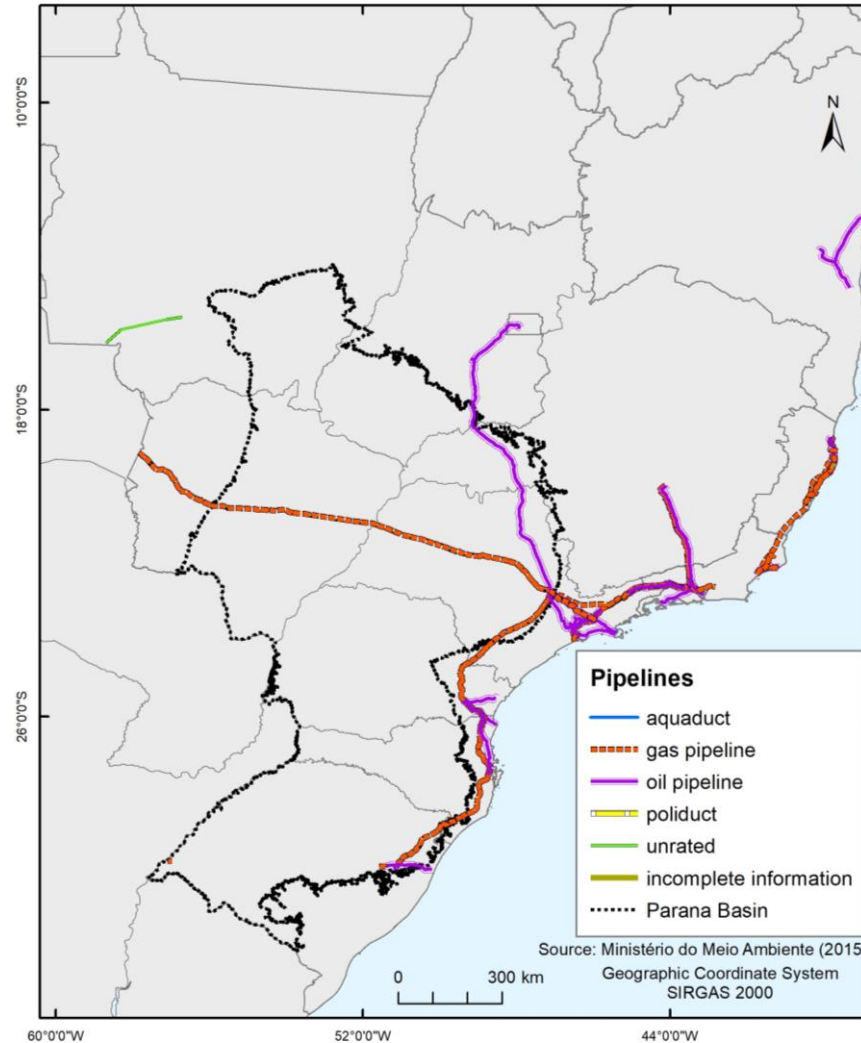 10°0'0"S
N
18°0'0"S
26°0'0"S
Pipelines
aquaduct
gas pipeline
oil pipeline
poliduct
unrated
incomplete information
Parana Basin
Source: Ministério do Meio Ambiente (2015
0 300 km
Geographic Coordinate System
SIRGAS 2000
60°0'0"W 52°0'0"W 44°0'0"W